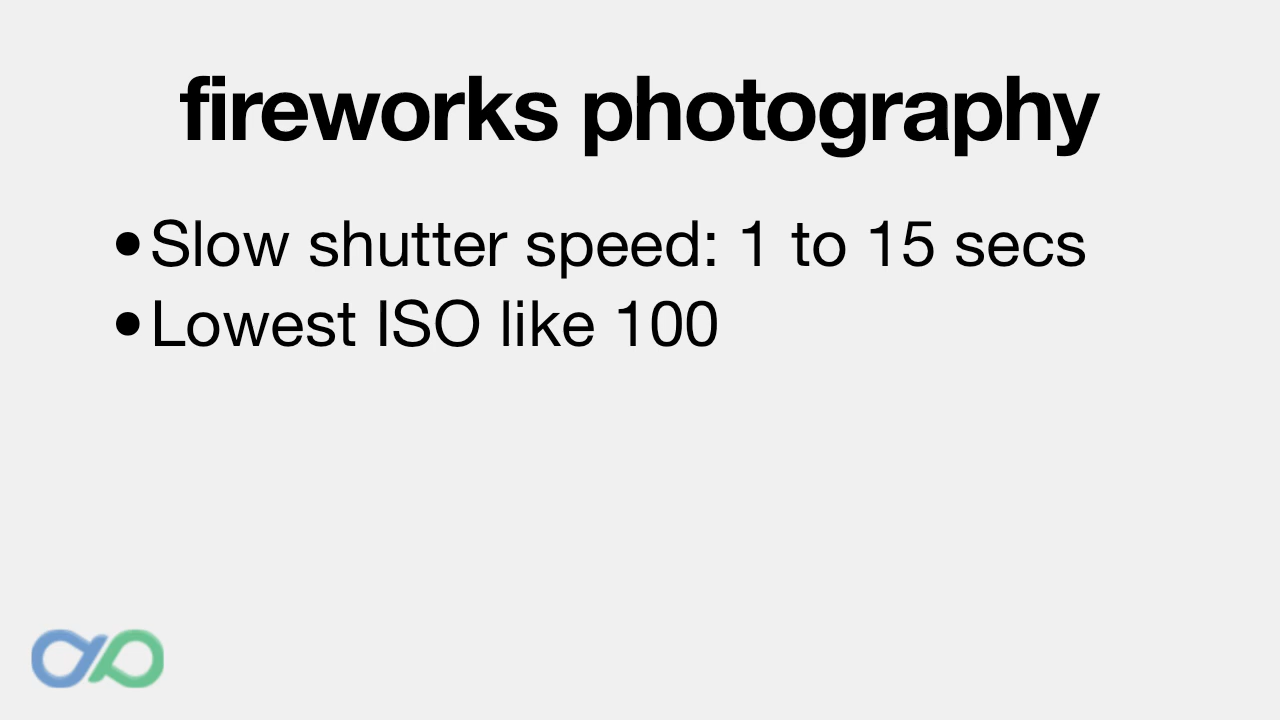 fireworks photography
•Slow shutter speed: 1 to 15 secs
•Lowest ISO like 100